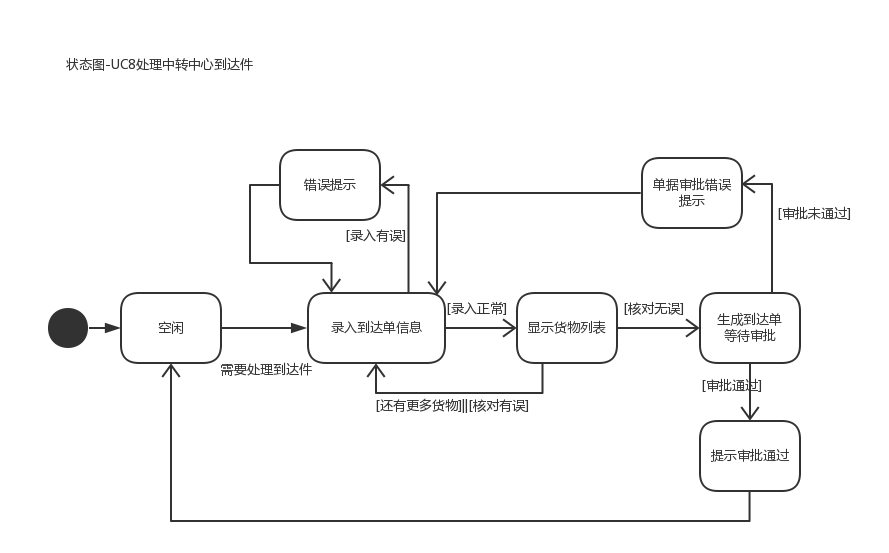 状态图-UC8处理中转中心到达件
错误提示
单据审批错误
提示
[审批未通过]
[录入有误]
空闲
需要处理到达件
录入到达单信息
[录入正常]
显示货物列表
[核对无误]
生成到达单
等待审批
[还有更多货物]||[核对有误]
[审批通过]
提示审批通过